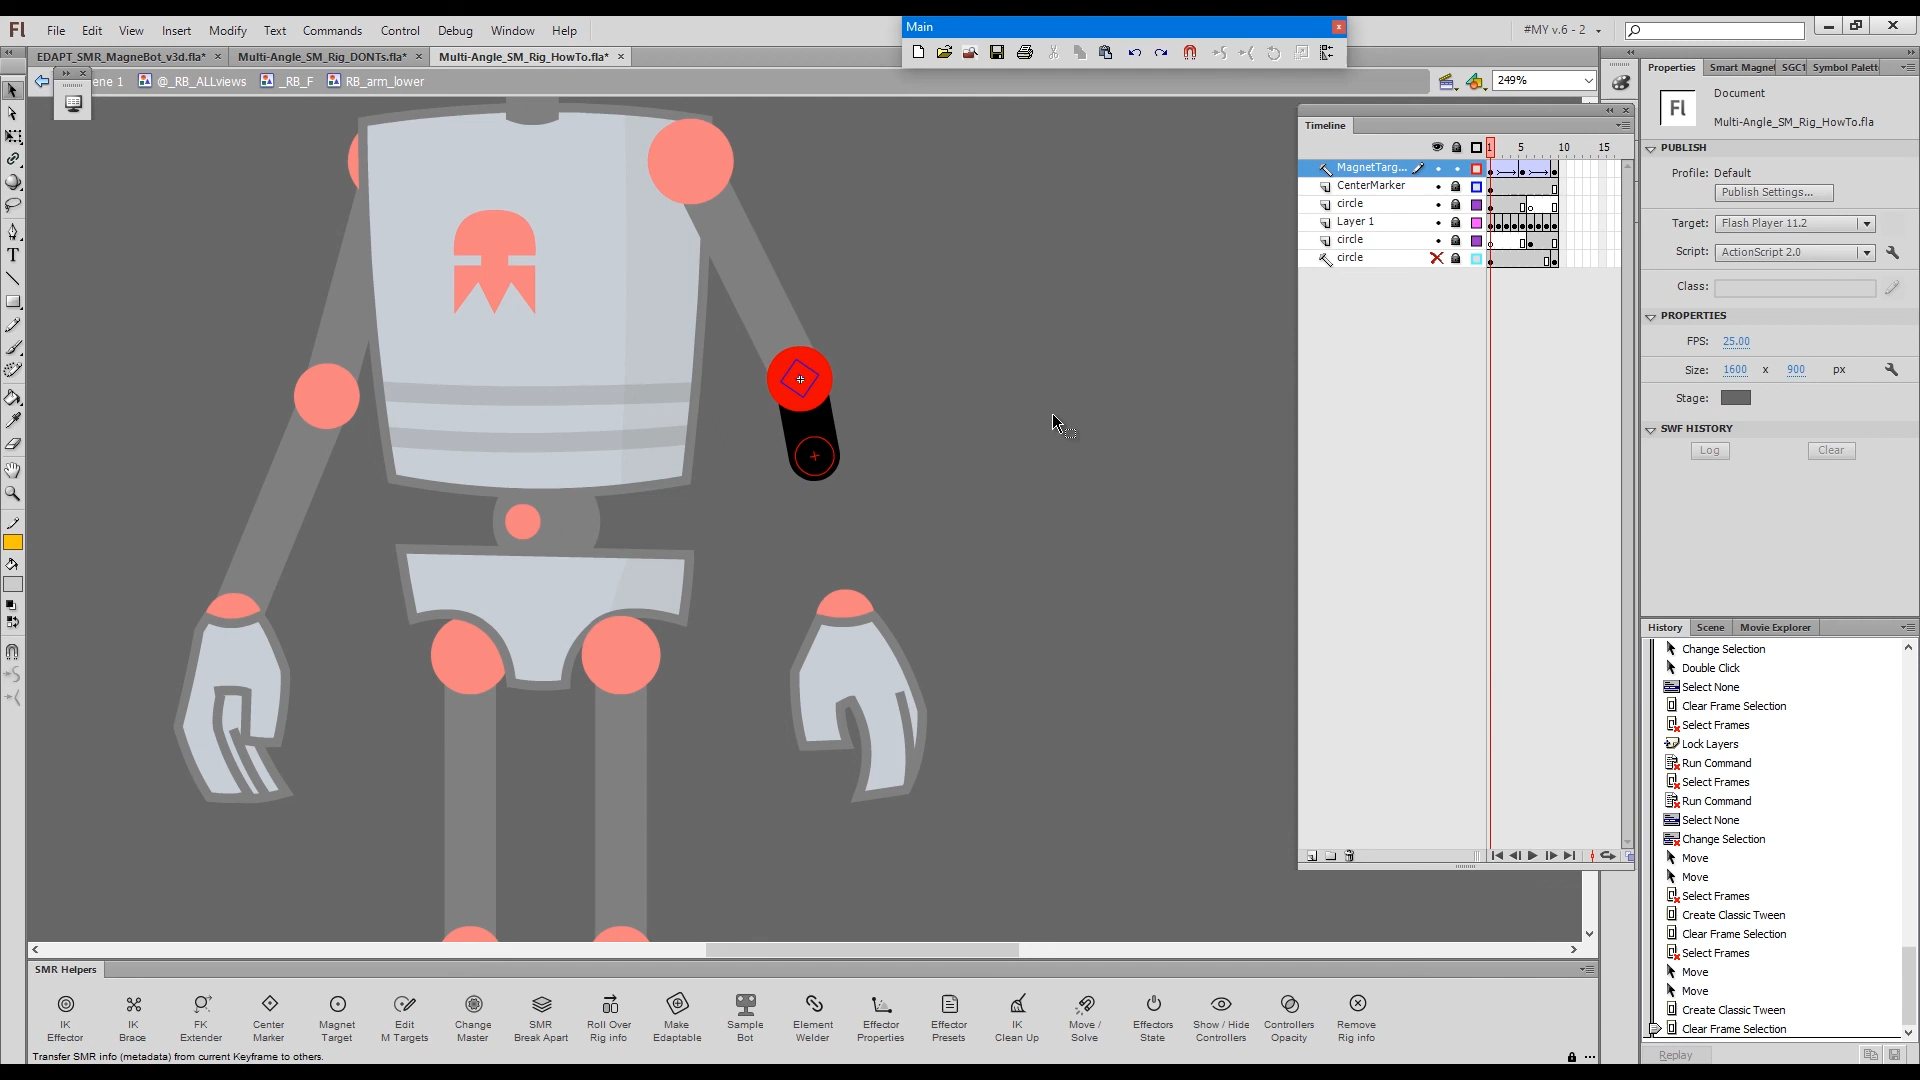 Main
Fl File Edit View Insert Modify Text Commands Control Debug Window Help
#MY v.6 - 2
EDAPT_SMR_MagneBot_v3d.fla* × Multi-Angle_SM_Rig_DONTs.fla* × Multi-Angle_SM_Rig_HowTo.fla* ×
ene 1 @_RB_ALLviews _RB_F RB_arm_lower
249%
Properties Smart Magnet SGC1 Symbol Palett
Fl
Document
Multi-Angle_SM_Rig_HowTo.fla
PUBLISH
Profile: Default
Publish Settings...
Target: Flash Player 11.2
Script: ActionScript 2.0
Class:
PROPERTIES
FPS: 25.00
Size: 1600 x 900 px
Stage:
SWF HISTORY
Log Clear
Timeline
1 5 10 15
MagnetTarg...
CenterMarker
circle
Layer 1
circle
circle
T
History Scene Movie Explorer
Change Selection
Double Click
Select None
Clear Frame Selection
Select Frames
Lock Layers
Run Command
Select Frames
Run Command
Select None
Change Selection
Move
Move
Select Frames
Create Classic Tween
Clear Frame Selection
Select Frames
Move
Move
Create Classic Tween
Clear Frame Selection
Replay
SMR Helpers
IK Effector
IK Brace
FK Extender
Center Marker
Magnet Target
Edit M Targets
Change Master
SMR Break Apart
Roll Over Rig info
Make Adaptable
Sample Bot
Element Welder
Effector Properties
Effector Presets
IK Clean Up
Move / Solve
Effectors State
Show / Hide Controllers
Controllers Opacity
Remove Rig info
Transfer SMR info (metadata) from current Keyframe to others.